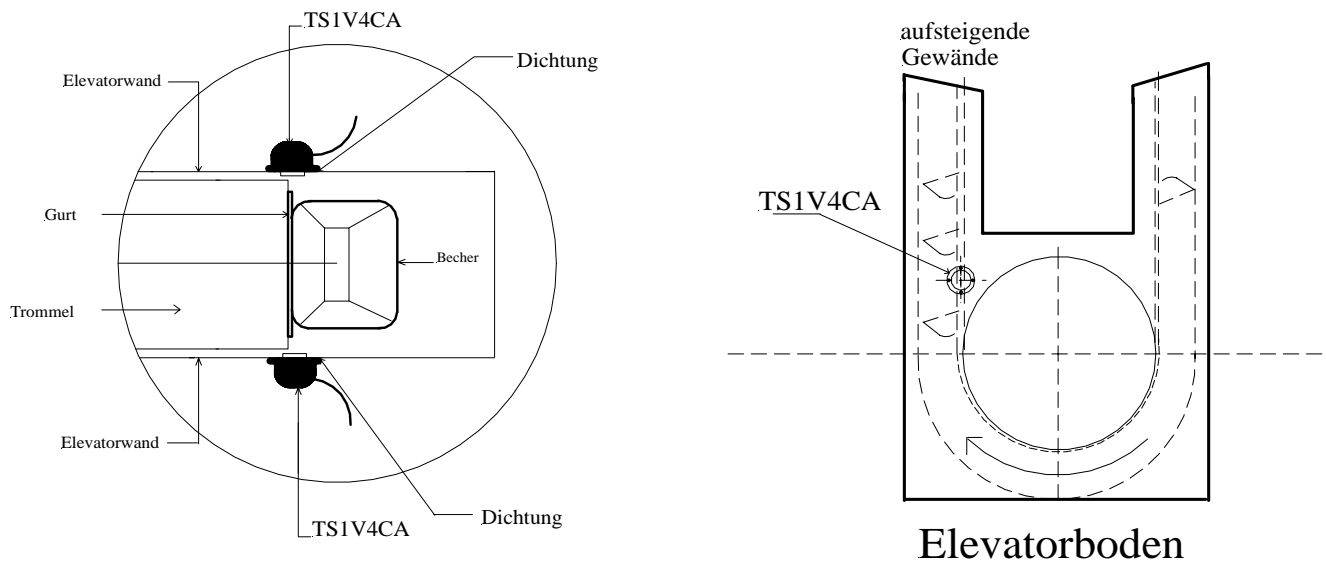 TS1V4CA
Dichtung
Elevatorwand
Gurt
Becher
Trommel
Elevatorwand
Dichtung
TS1V4CA
aufsteigende
Gewände
TS1V4CA
Elevatorboden